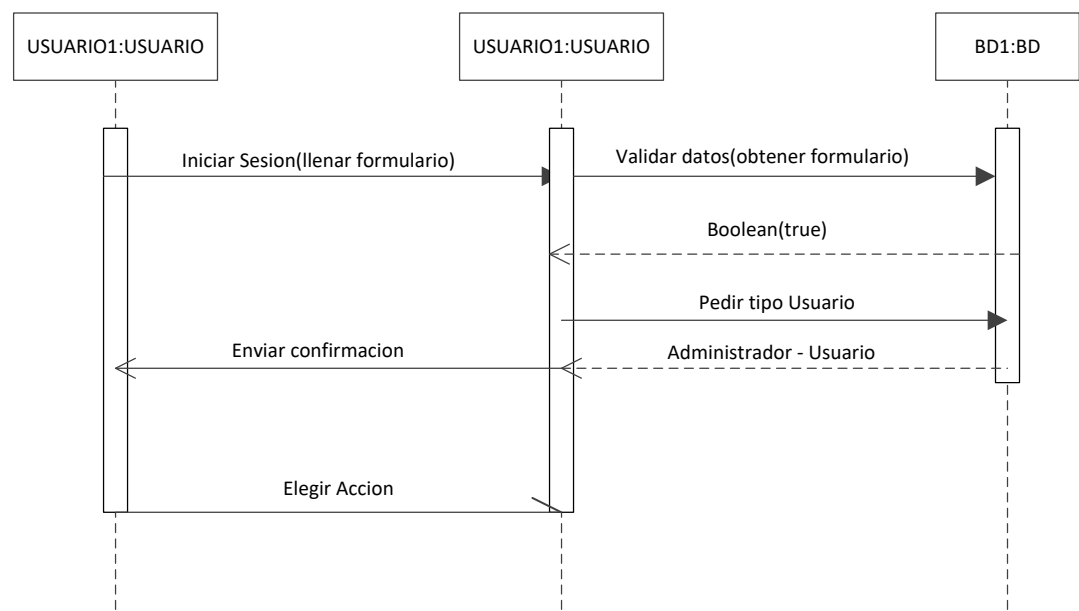 USUARIO1:USUARIO
USUARIO1:USUARIO
BD1:BD
Iniciar Sesion(llenar formulario)
Validar datos(obtener formulario)
Boolean(true)
Pedir tipo Usuario
Enviar confirmacion
Administrador - Usuario
Elegir Accion